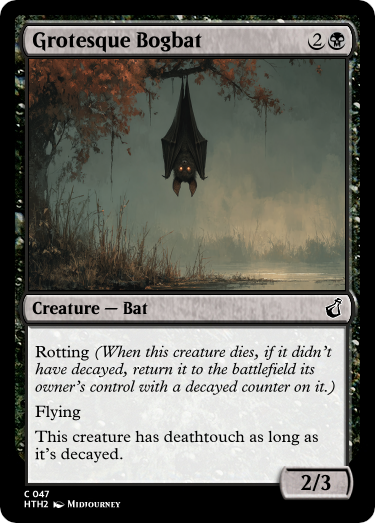 Grotesque Bogbat 2
Creature — Bat
Rotting (When this creature dies, if it didn't
have decayed, return it to the battlefield its
owner's control with a decayed counter on it.)
Flying
This creature has deathtouch as long as
it's decayed.
2/3
C 047
HTH2 Midjourney